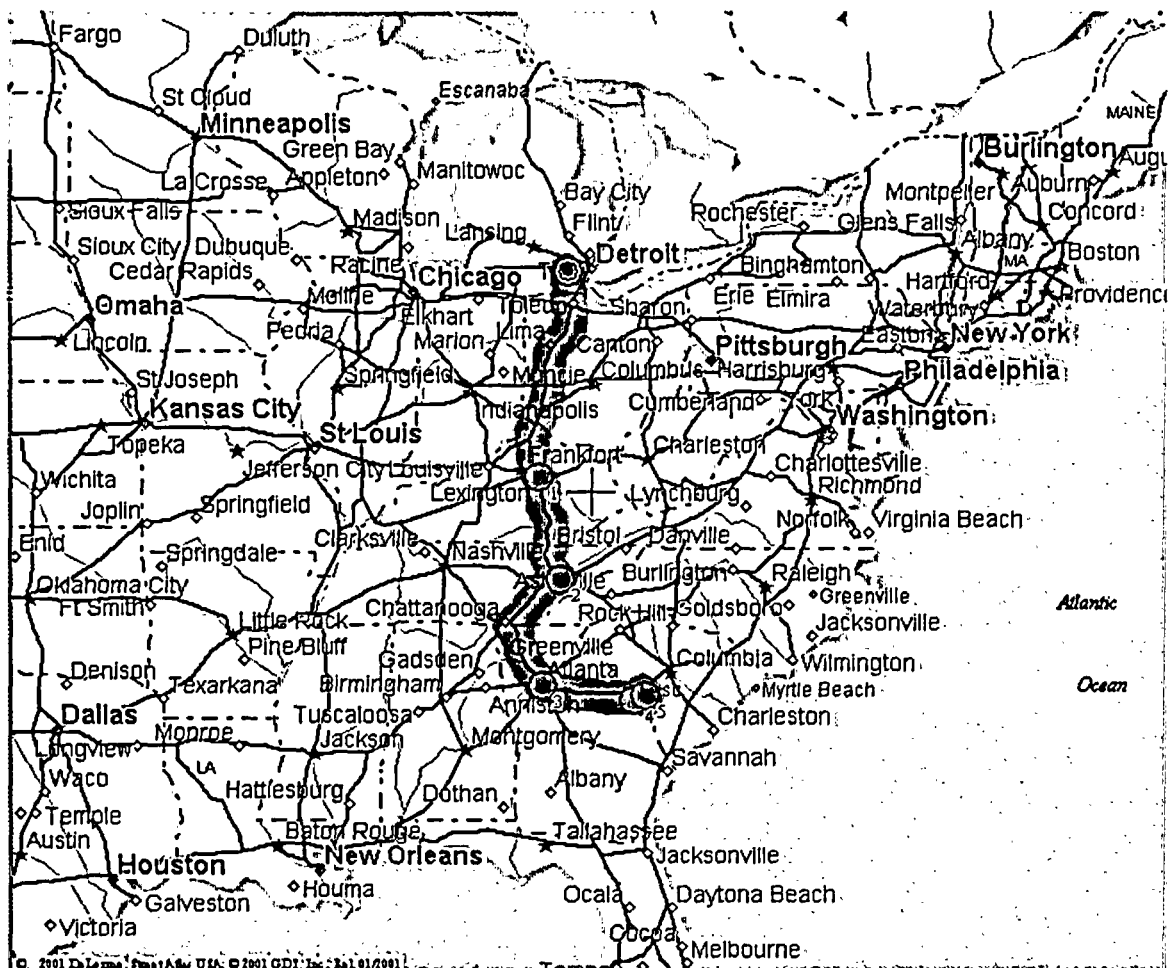 Fargo
Duluth
Escanaba
St Cloud
Minneapolis
MAINE
Green Bay
Burlington
Appleton
Manitowoc
La Crosse
Montpelier
Auburn
Bay City
Sioux Falls
Madison
Flint
Rochester
Glens Falls
Concord
Lansing
Sioux City
Dubuque
Detroit
Albany
Boston
Cedar Rapids
Racine
Chicago
Binghamton
MA
Hartford
Omaha
Moline
Elkhart
Toledo
Sharon
Erie
Elmira
Waterbury
Peoria
Lima
Easton
New York
Lincoln
Marion
Canton
Pittsburgh
St Joseph
Springfield
Muncie
Columbus
Harrisburg
Philadelphia
Kansas City
Indianapolis
Cumberland
Washington
St Louis
Topeka
Frankfort
Charleston
Jefferson City
Louisville
Charlottesville
Wichita
Lexington
1
Lynchburg
Richmond
Joplin
Springfield
Norfolk
Virginia Beach
Enid
Clarksville
Bristol
Danville
Springdale
Nashville
Oklahoma City
Burlington
Raleigh
Ft Smith
2
Greenville
Chattanooga
Rock Hill
Goldsboro
Atlantic
Little Rock
Jacksonville
Pine Bluff
Greenville
Gadsden
Columbia
Wilmington
Denison
Atlanta
Texarkana
Birmingham
Myrtle Beach
Ocean
Anniston
3
Dallas
Tuscaloosa
4
5
Charleston
Monroe
Longview
Jackson
Montgomery
Savannah
Waco
LA
Albany
Hattiesburg
Dothan
Temple
Austin
Baton Rouge
Tallahassee
Jacksonville
Houston
New Orleans
Houma
Ocala
Daytona Beach
Galveston
Victoria
Cocoa
Melbourne